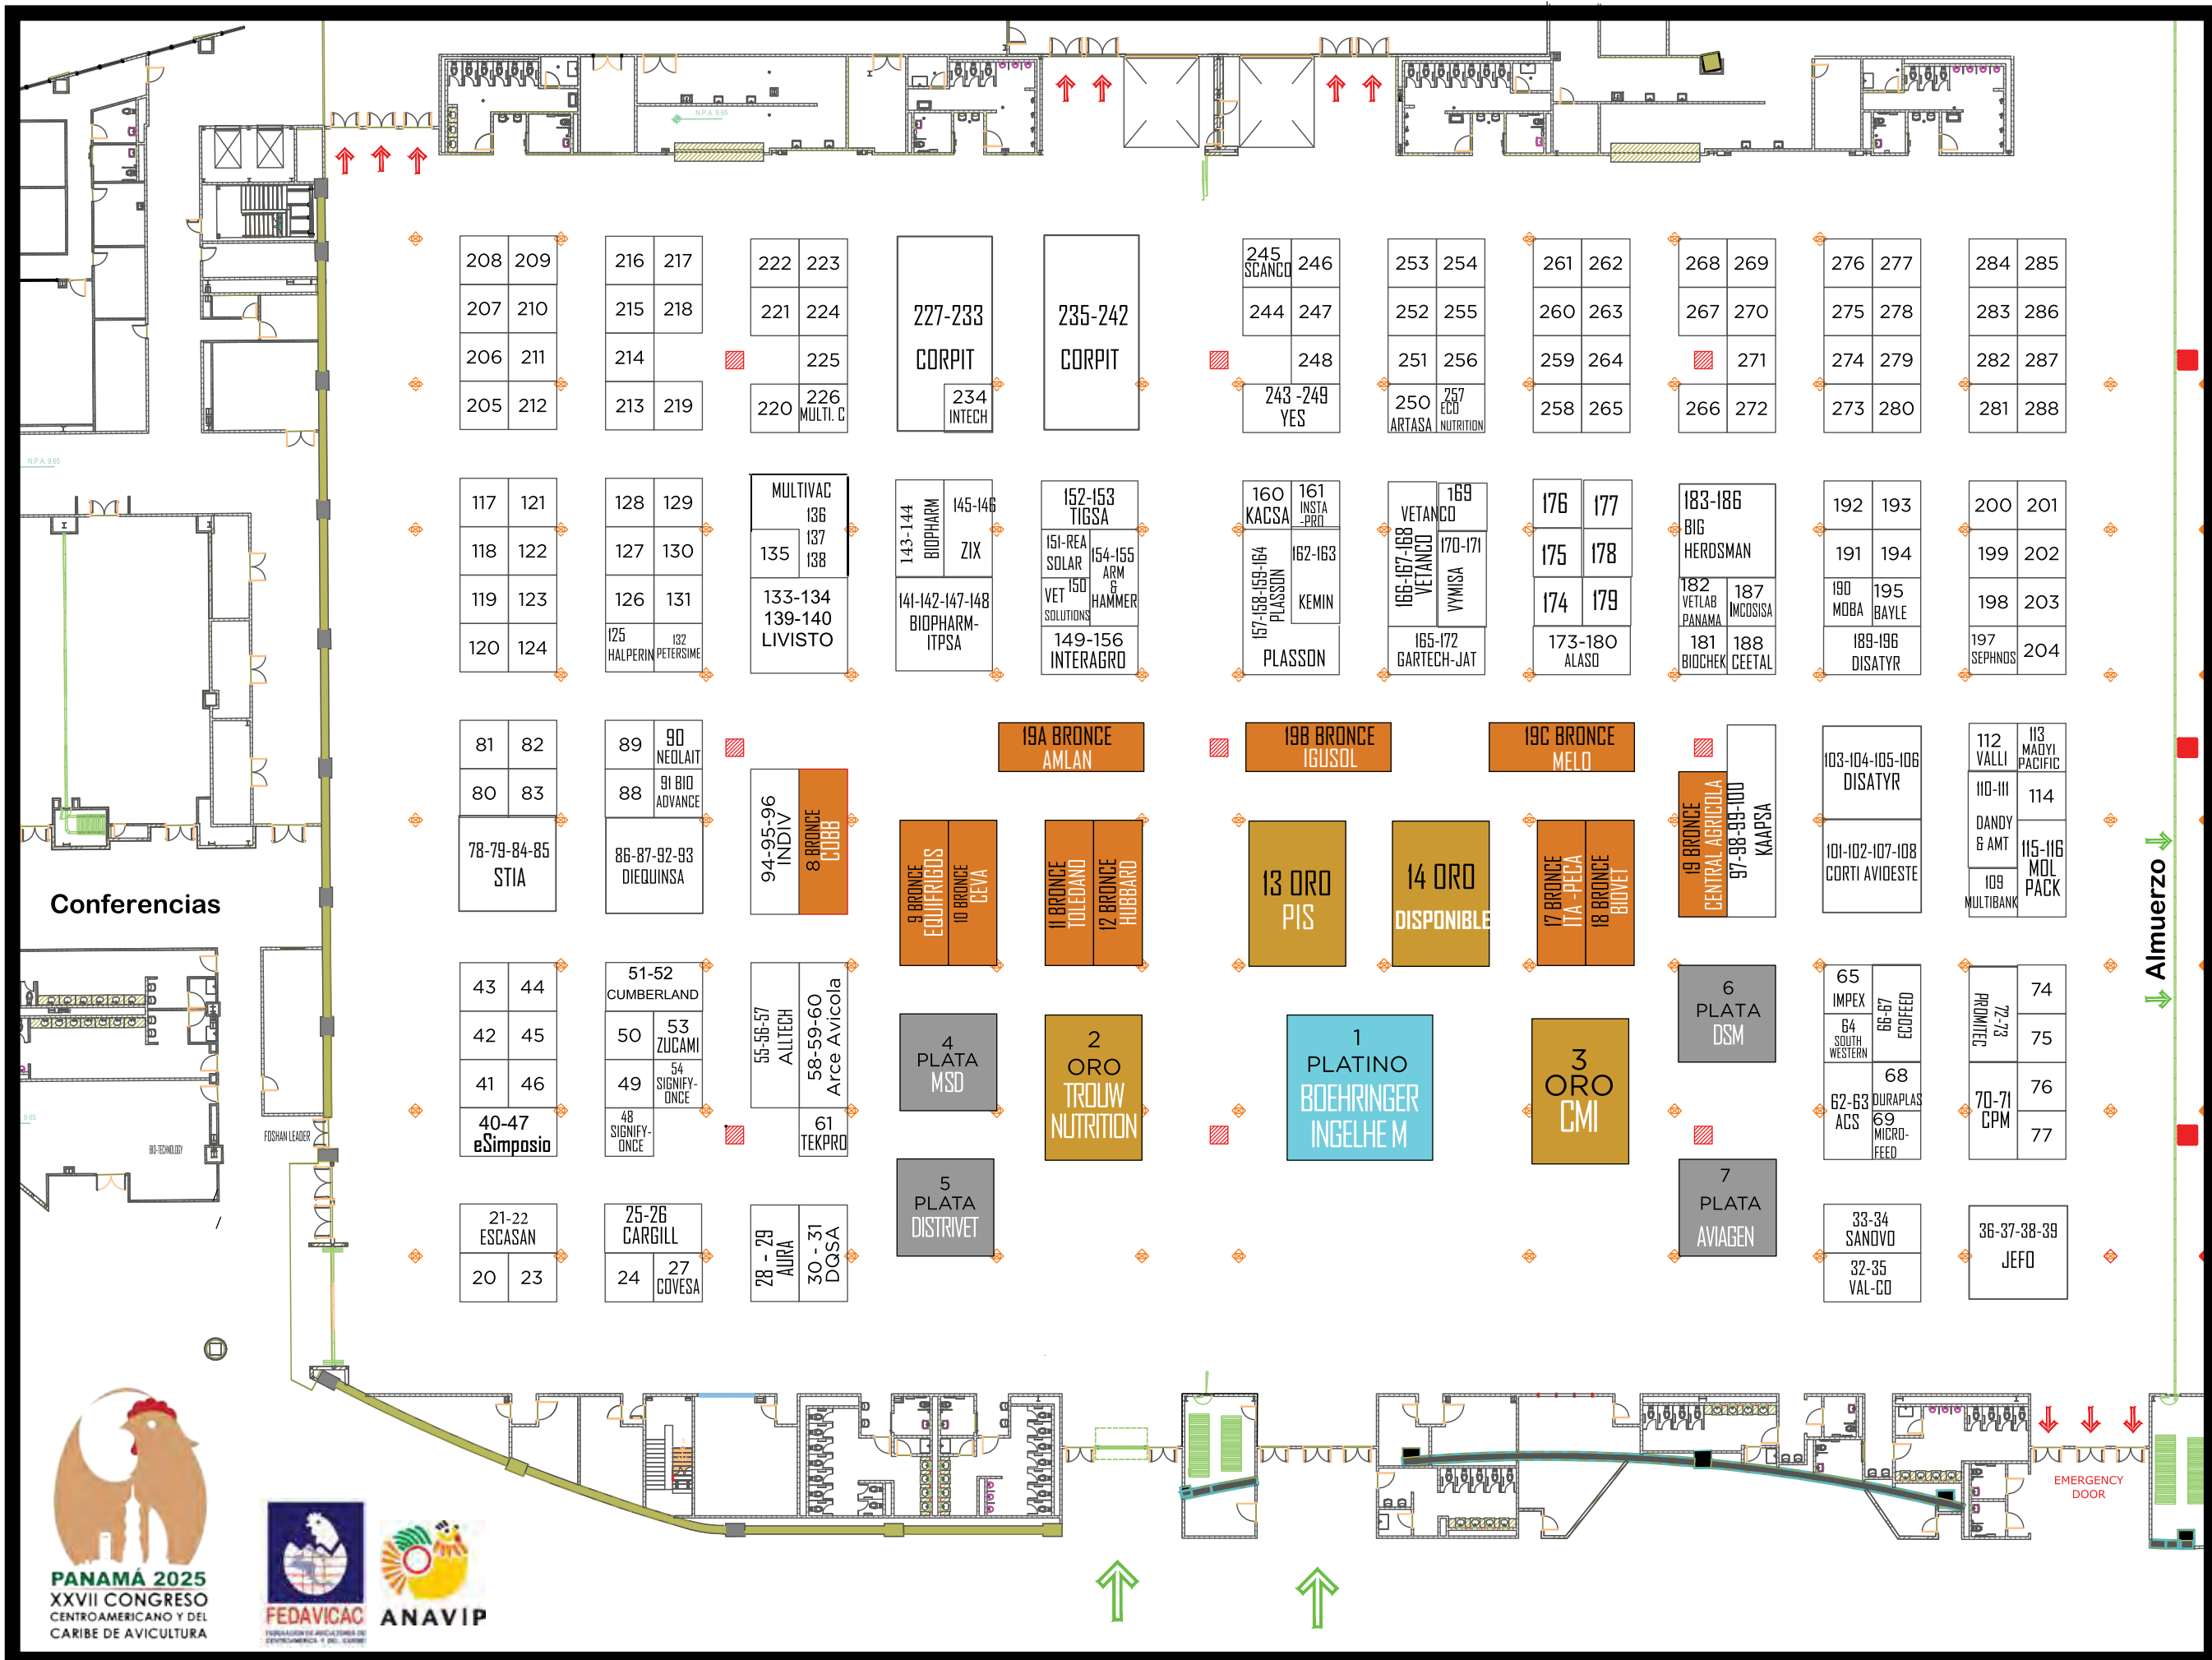 N.P.A. 9.65
208 209
207 210
206 211
205 212
216 217
215 218
214
213 219
222 223
221 224
225
220
226
MULTI. C
227-233
CORPIT
234
INTECH
235-242
CORPIT
245
SCANCO
246
244 247
248
243 -249
YES
253 254
252 255
251 256
250
ARTASA
257
ECO
NUTRITION
261 262
260 263
259 264
258 265
268 269
267 270
271
266 272
276 277
275 278
274 279
273 280
284 285
283 286
282 287
281 288
N.P.A. 9.65
117 121
118 122
119 123
120 124
128 129
127 130
126 131
125
HALPERIN
132
PETERSIME
MULTIVAC
136
137
138
135
133-134
139-140
LIVISTO
143-144
BIOPHARM
145-146
ZIX
141-142-147-148
BIOPHARM-
ITPSA
152-153
TIGSA
151-REA
SOLAR
154-155
ARM
&
HAMMER
150
VET
SOLUTIONS
149-156
INTERAGRO
160
KACSA
161
INSTA
-PRO
157-158-159-164
PLASSON
162-163
KEMIN
PLASSON
169
VETANCO
166-167-168
VETANCO
170-171
VYMISA
165-172
GARTECH-JAT
176 177
175 178
174 179
173-180
ALASO
183-186
BIG
HERDSMAN
182
VETLAB
PANAMA
187
IMCOSISA
181
BIOCHEK
188
CEETAL
192 193
191 194
190
MOBA
195
BAYLE
189-196
DISATYR
200 201
199 202
198 203
197
SEPHNOS
204
81 82
80 83
78-79-84-85
STIA
89
90
NEOLAIT
88
91 BIO
ADVANCE
86-87-92-93
DIEQUINSA
94-95-96
INDIV
8 BRONCE
COBB
19A BRONCE
AMLAN
19B BRONCE
IGUSOL
19C BRONCE
MELO
9 BRONCE
EQUIFRIGOS
10 BRONCE
CEVA
11 BRONCE
TOLEDANO
12 BRONCE
HUBBARD
13 ORO
PIS
14 ORO
DISPONIBLE
17 BRONCE
ITA -PECA
18 BRONCE
BIOVET
19 BRONCE
CENTRAL AGRICOLA
97-98-99-100
KAAPSA
103-104-105-106
DISATYR
101-102-107-108
CORTI AVIOESTE
112
VALLI
113
MAOYI
PACIFIC
110-111
DANDY
& AMT
114
109
MULTIBANK
115-116
MOL
PACK
Conferencias
Almuerzo
43 44
42 45
41 46
40-47
eSimposio
51-52
CUMBERLAND
50
53
ZUCAMI
49
54
SIGNIFY-
ONCE
48
SIGNIFY-
ONCE
55-56-57
ALLTECH
58-59-60
Arce Avicola
61
TEKPRO
4
PLATA
MSD
5
PLATA
DISTRIVET
2
ORO
TROUW
NUTRITION
1
PLATINO
BOEHRINGER
INGELHE M
3
ORO
CMI
6
PLATA
DSM
7
PLATA
AVIAGEN
65
IMPEX
66-67
ECOFEED
64
SOUTH
WESTERN
62-63
ACS
68
DURAPLAS
69
MICRO-
FEED
72-73
PROMITEC
74
75
70-71
CPM
76
77
9.65
FOSHAN LEADER
BIO-TECHNOLOGY
21-22
ESCASAN
20 23
25-26
CARGILL
24
27
COVESA
28 - 29
AURA
30 - 31
DQSA
33-34
SANOVO
32-35
VAL-CO
36-37-38-39
JEFO
EMERGENCY
DOOR
PANAMÁ 2025
XXVII CONGRESO
CENTROAMERICANO Y DEL
CARIBE DE AVICULTURA
FEDAVICAC
FEDERACION DE AVICULTORES DE
CENTROAMERICA Y DEL CARIBE
ANAVIP